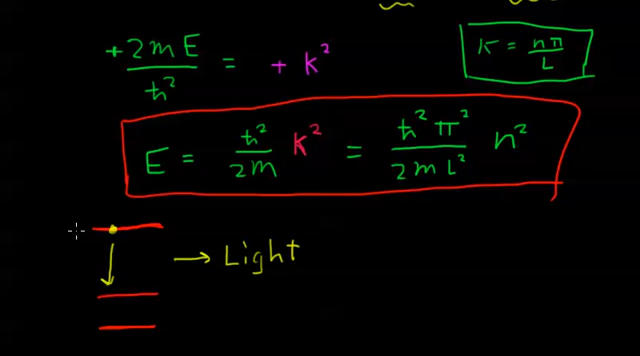 +2mE/ħ² = + k²
k = nπ/L
E = ħ²/2m k² = ħ²π²/2mL² n²
→ Light